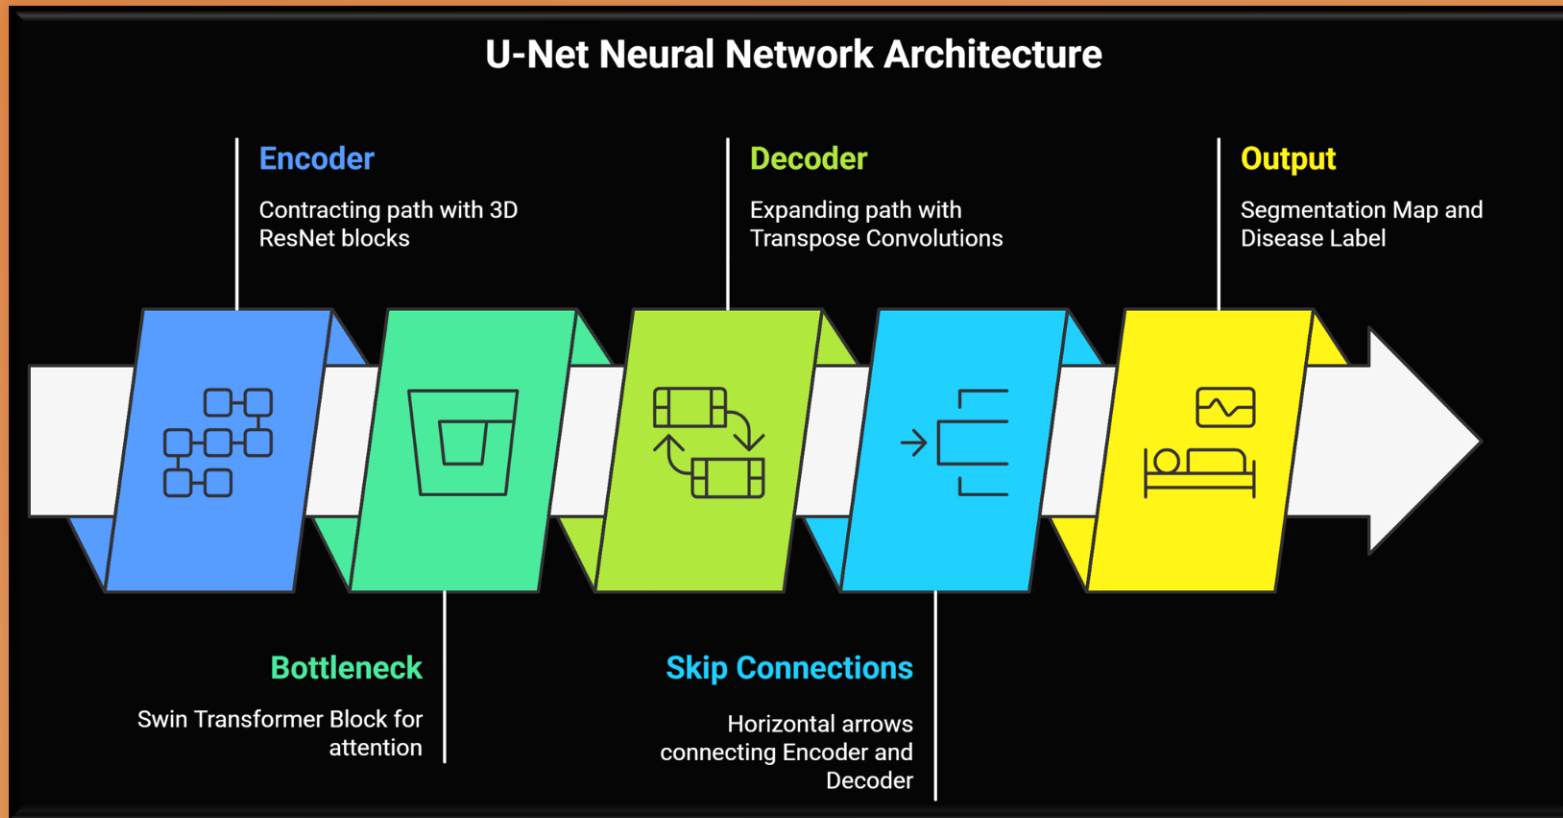 U-Net Neural Network Architecture
Encoder
Contracting path with 3D
ResNet blocks
Decoder
Expanding path with
Transpose Convolutions
Output
Segmentation Map and
Disease Label
Bottleneck
Swin Transformer Block for
attention
Skip Connections
Horizontal arrows
connecting Encoder and
Decoder